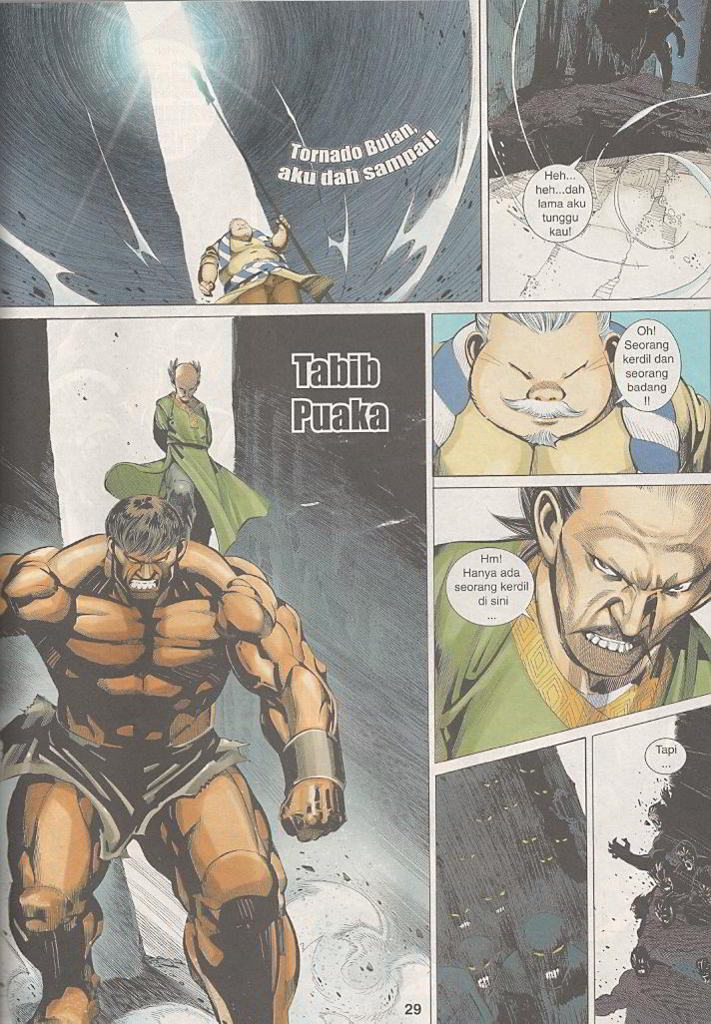 Tornado Bulan,
aku dah sampai!
Heh...
heh...dah
lama aku
tunggu
kau!
Tabib
Puaka
Oh!
Seorang
kerdil dan
seorang
badang
!!
Hm!
Hanya ada
seorang kerdil
di sini
...
Tapi
...
29